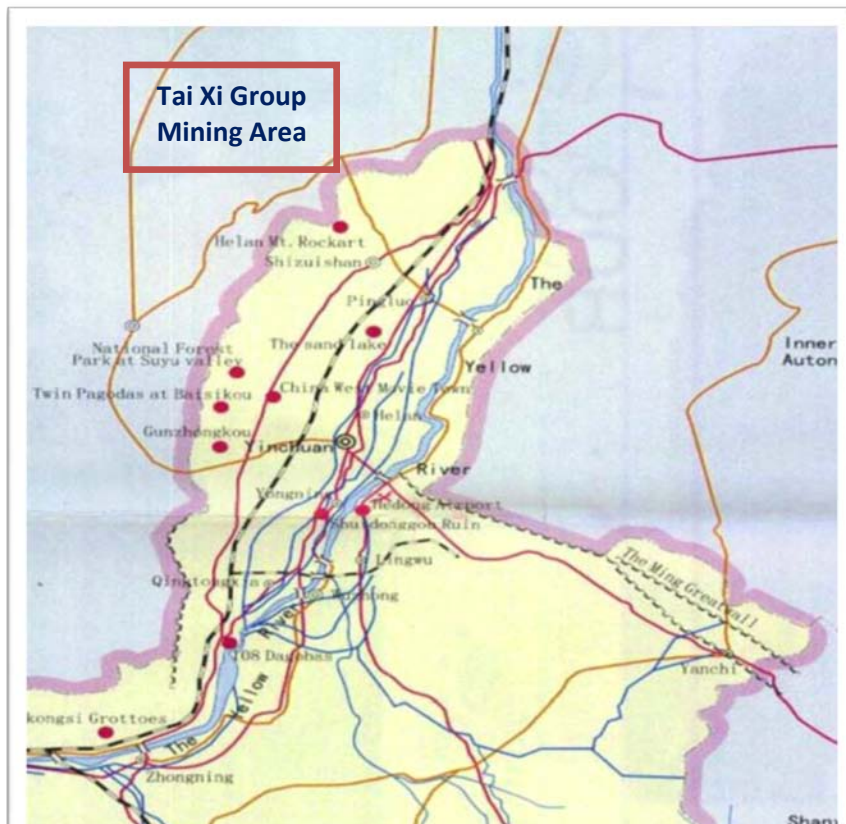 Tai Xi Group
Mining Area
Helan Mt. Rockart
Shizuishan
The
Pingluo
National Forest
Park at Suyu valley
The sand lake
Inner
Auton
Yellow
Twin Pagodas at Baisikou
China West Movie Town
Helan
Gunzhongkou
Yinchuan
River
Yongning
Hedong Airport
Shuidonggou Ruin
Lingwu
The Ming Greatrail
Wuzhong
River
108 Dagobas
Yanchi
Yellow
kongsi Grottoes
The
Zhongning